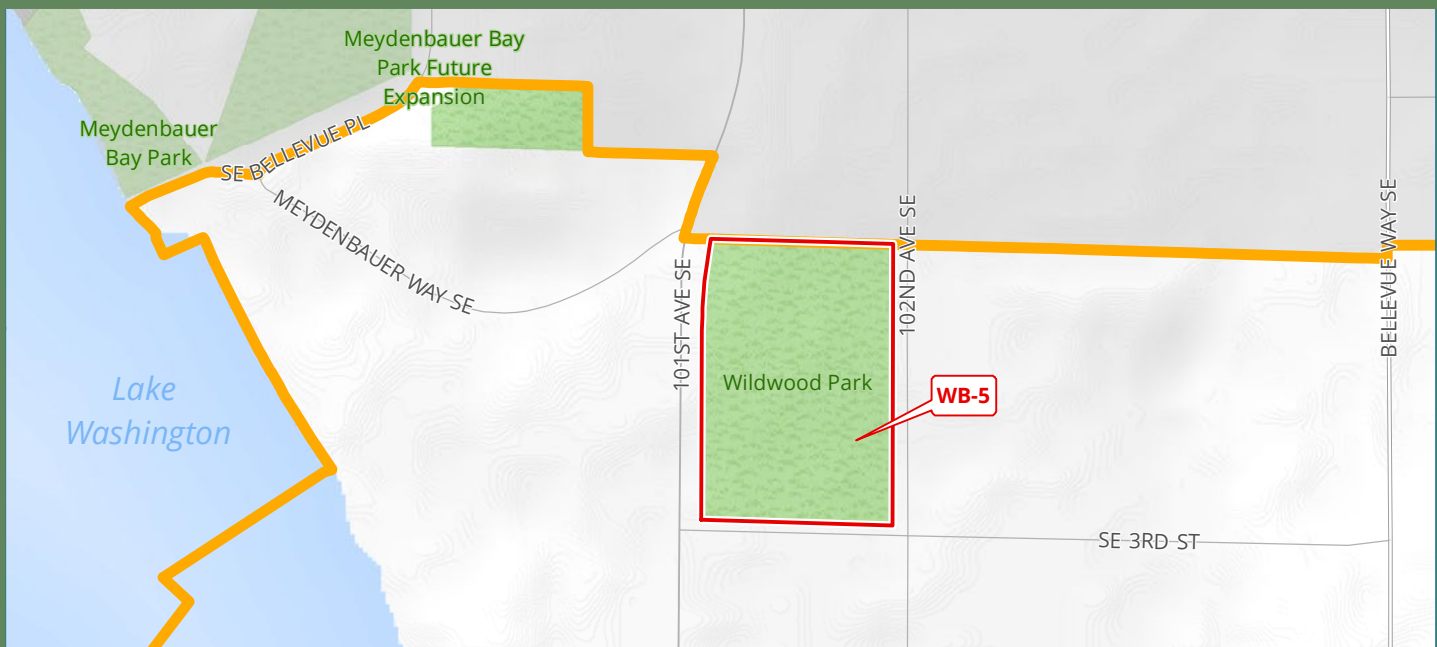 Meydenbauer Bay
Park Future
Expansion
Meydenbauer
Bay Park
SE BELLEVUE PL
MEYDENBAUER WAY SE
101ST AVE SE
102ND AVE SE
BELLEVUE WAY SE
Wildwood Park
WB-5
Lake
Washington
SE 3RD ST